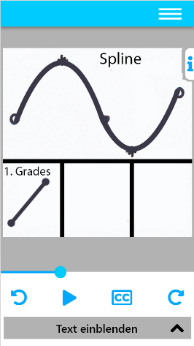 Spline
1. Grades
CC
Text einblenden